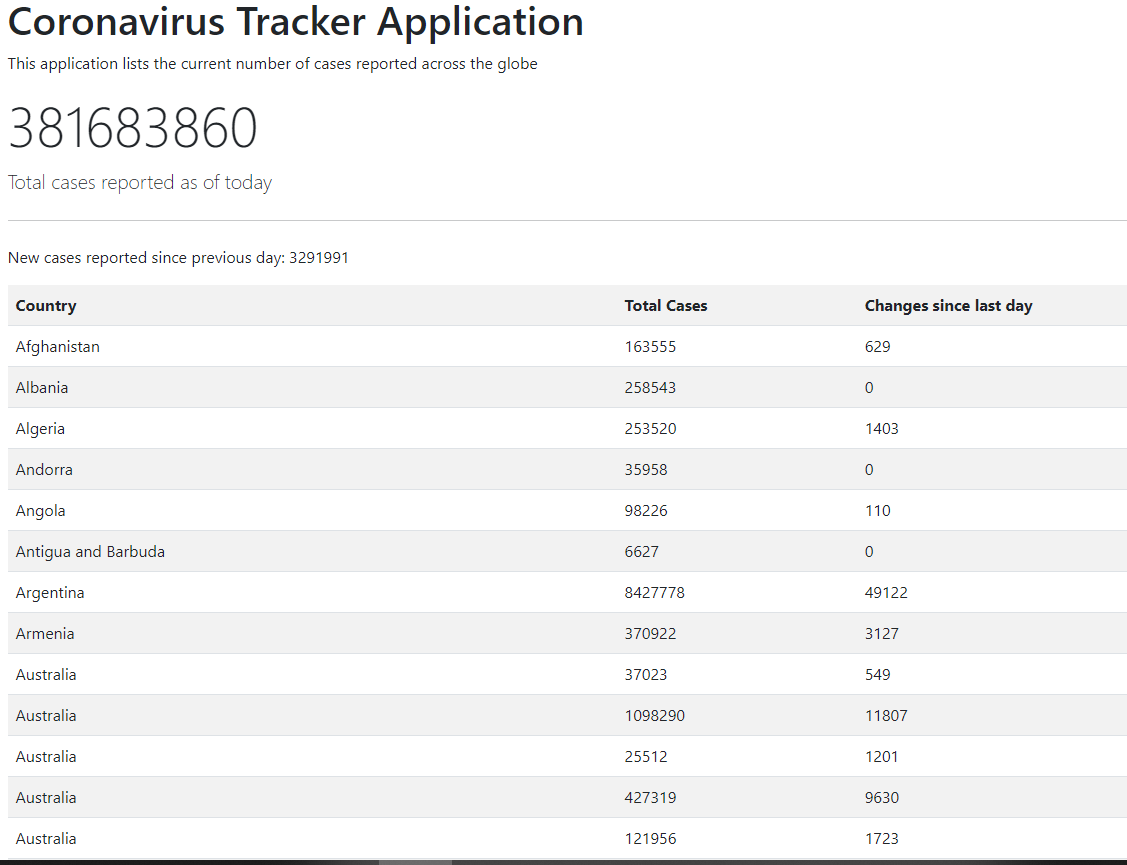 Coronavirus Tracker Application
This application lists the current number of cases reported across the globe
381683860
Total cases reported as of today
New cases reported since previous day: 3291991
Country Total Cases Changes since last day
Afghanistan 163555 629
Albania 258543 0
Algeria 253520 1403
Andorra 35958 0
Angola 98226 110
Antigua and Barbuda 6627 0
Argentina 8427778 49122
Armenia 370922 3127
Australia 37023 549
Australia 1098290 11807
Australia 25512 1201
Australia 427319 9630
Australia 121956 1723